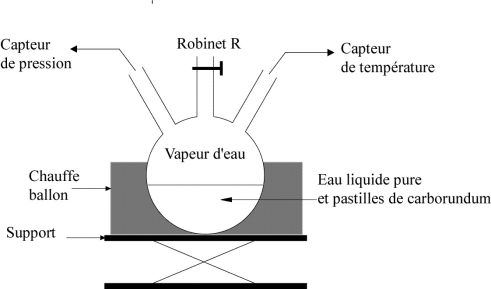 Capteur
de pression
Robinet R
Capteur
de température
Vapeur d'eau
Chauffe
ballon
Eau liquide pure
et pastilles de carborundum
Support